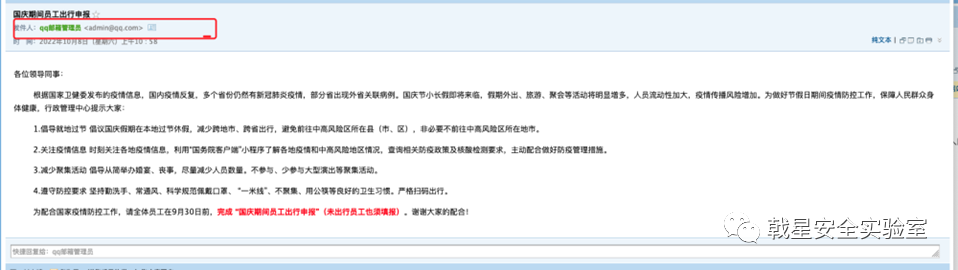 国庆期间员工出行申报☆
发件人：qq邮箱管理员 <admin@qq.com>
时 间：2022年10月8日（星期六）上午10：58
纯文本 |
各位领导同事：
根据国家卫健委发布的疫情信息，国内疫情反复，多个省份仍然有新冠肺炎疫情，部分省出现外省关联病例。国庆节小长假即将来临，假期外出、旅游、聚会等活动将明显增多，人员流动性加大，疫情传播风险增加。为做好节假日期间疫情防控工作，保障人民群众身
体健康，行政管理中心提示大家：
1.倡导就地过节 倡议国庆假期在本地过节休假，减少跨地市、跨省出行，避免前往中高风险区所在县（市、区），非必要不前往中高风险区所在地市。
2.关注疫情信息 时刻关注各地疫情信息，利用“国务院客户端”小程序了解各地疫情和中高风险地区情况，查询相关防疫政策及核酸检测要求，主动配合做好防疫管理措施。
3.减少聚集活动 倡导从简举办婚宴、丧事，尽量减少人员数量。不参与、少参与大型演出等聚集活动。
4.遵守防控要求 坚持勤洗手、常通风、科学规范佩戴口罩、“一米线”、不聚集、用公筷等良好的卫生习惯。严格扫码出行。
为配合国家疫情防控工作，请全体员工在9月30日前，完成 “国庆期间员工出行申报”（未出行员工也须填报）。谢谢大家的配合！
戟星安全实验室
快捷回复给：qq邮箱管理员